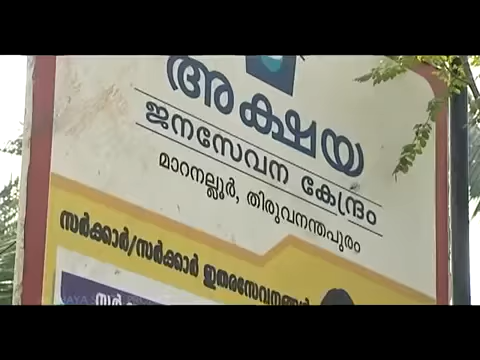 അക്ഷയ
ജനസേവന കേന്ദ്രം
മാറനല്ലൂർ, തിരുവനന്തപുരം
സർക്കാർ/സർക്കാർ ഇതരസേവനങ്ങൾ